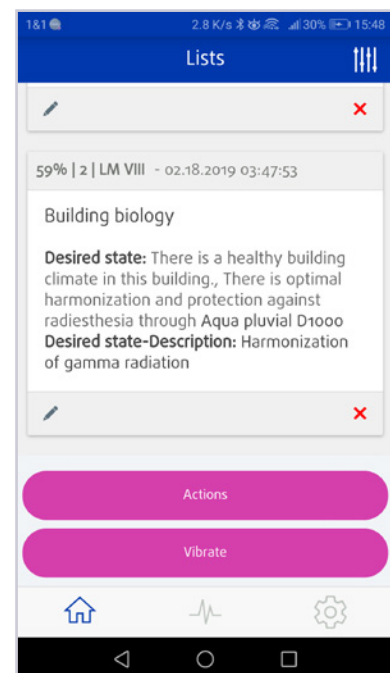 1&1 2.8 K/s 30% 15:48
Lists
59% | 2 | LM VIII - 02.18.2019 03:47:53
Building biology
Desired state: There is a healthy building
climate in this building., There is optimal
harmonization and protection against
radiesthesia through Aqua pluvial D1000
Desired state-Description: Harmonization
of gamma radiation
Actions
Vibrate